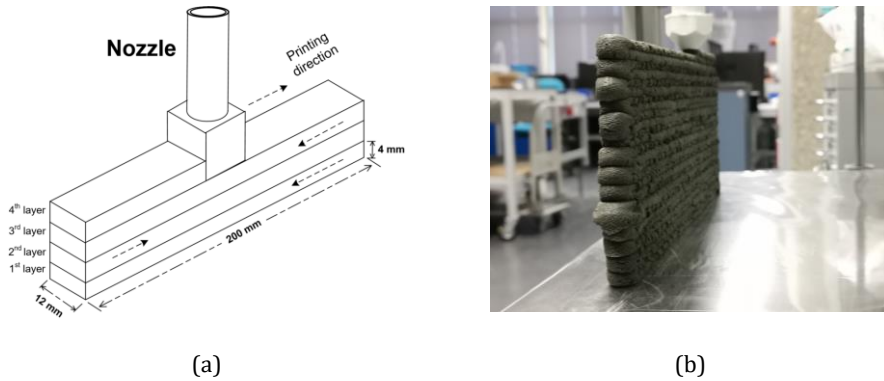 Nozzle
Printing
direction
4 mm
4th layer
3rd layer
2nd layer
1st layer
200 mm
12 mm
(a)
(b)